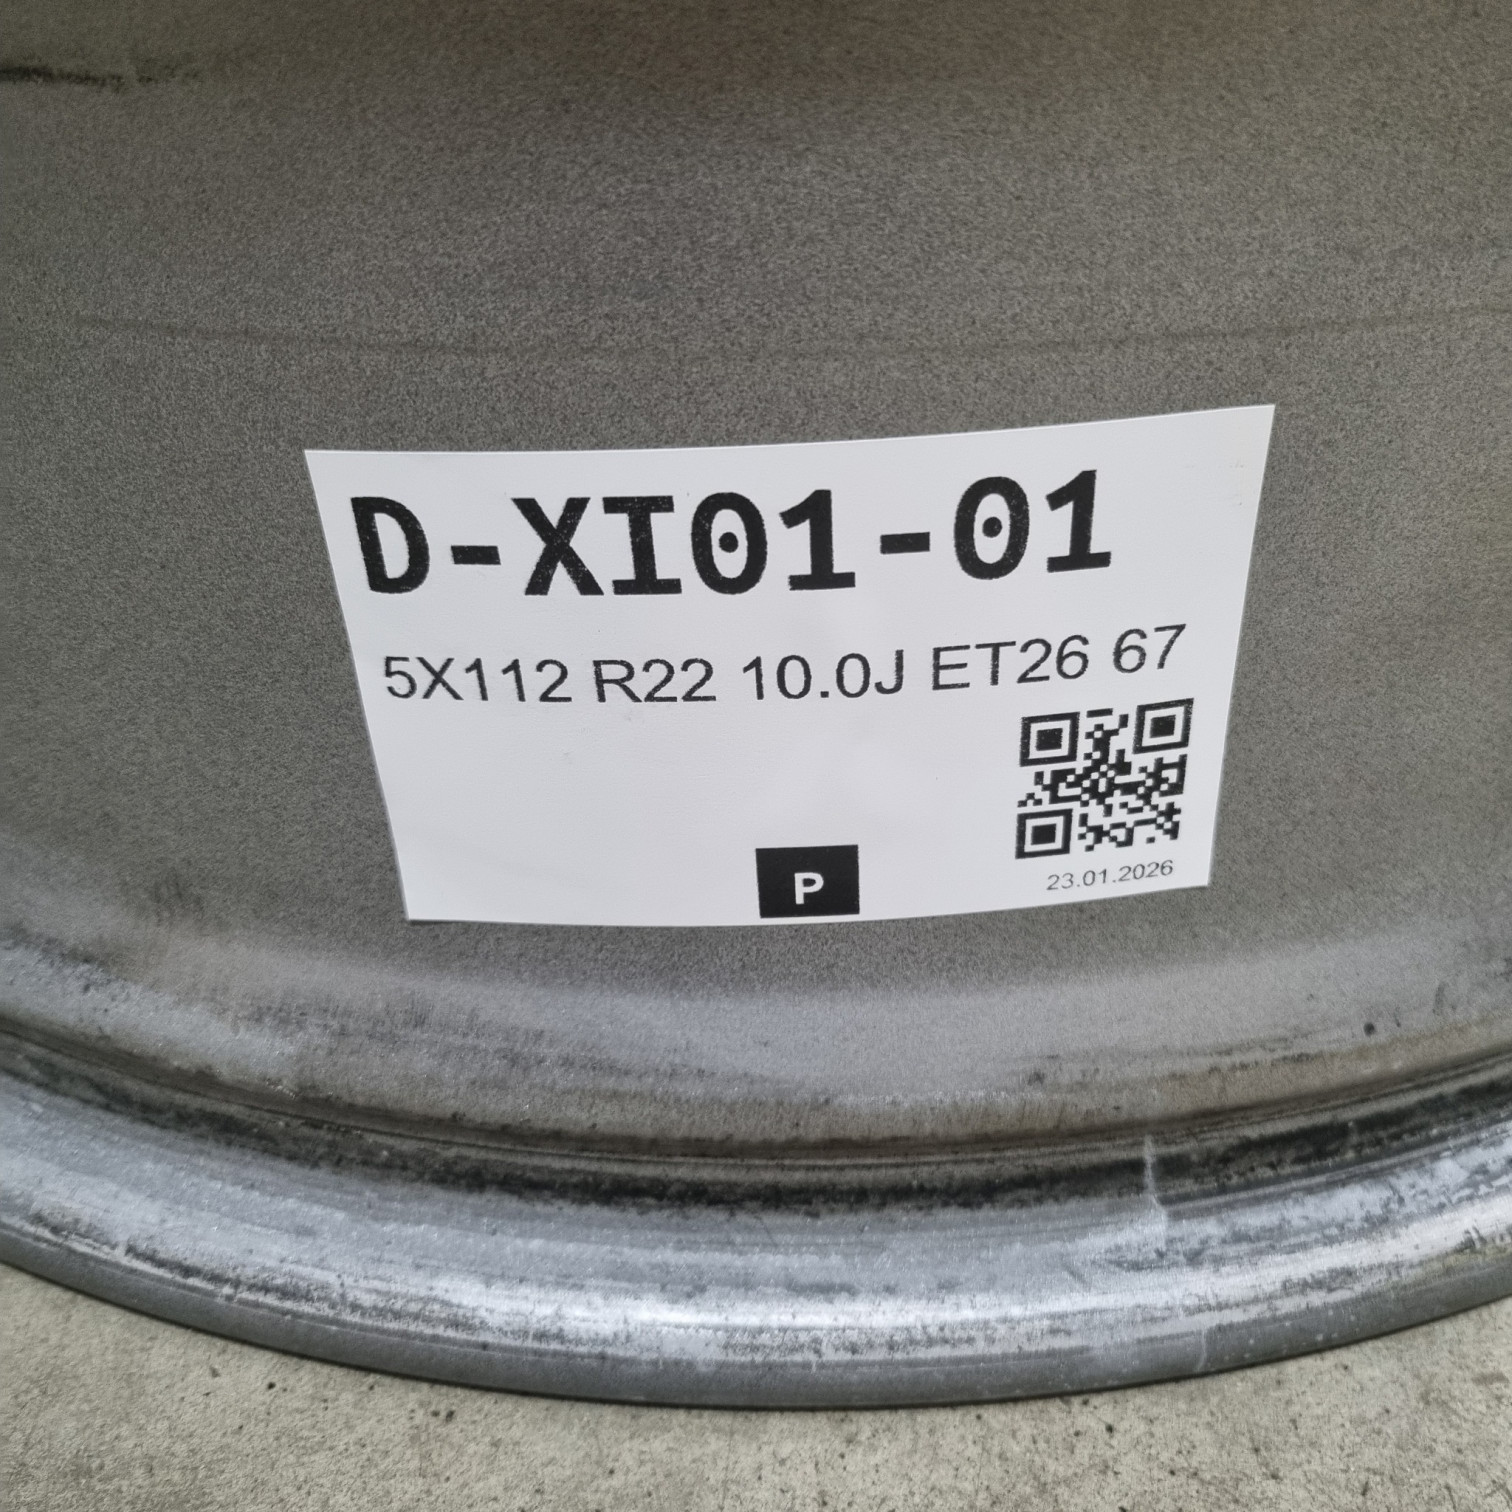 D-XI01-01
5X112 R22 10.0J ET26 67
P
23.01.2026